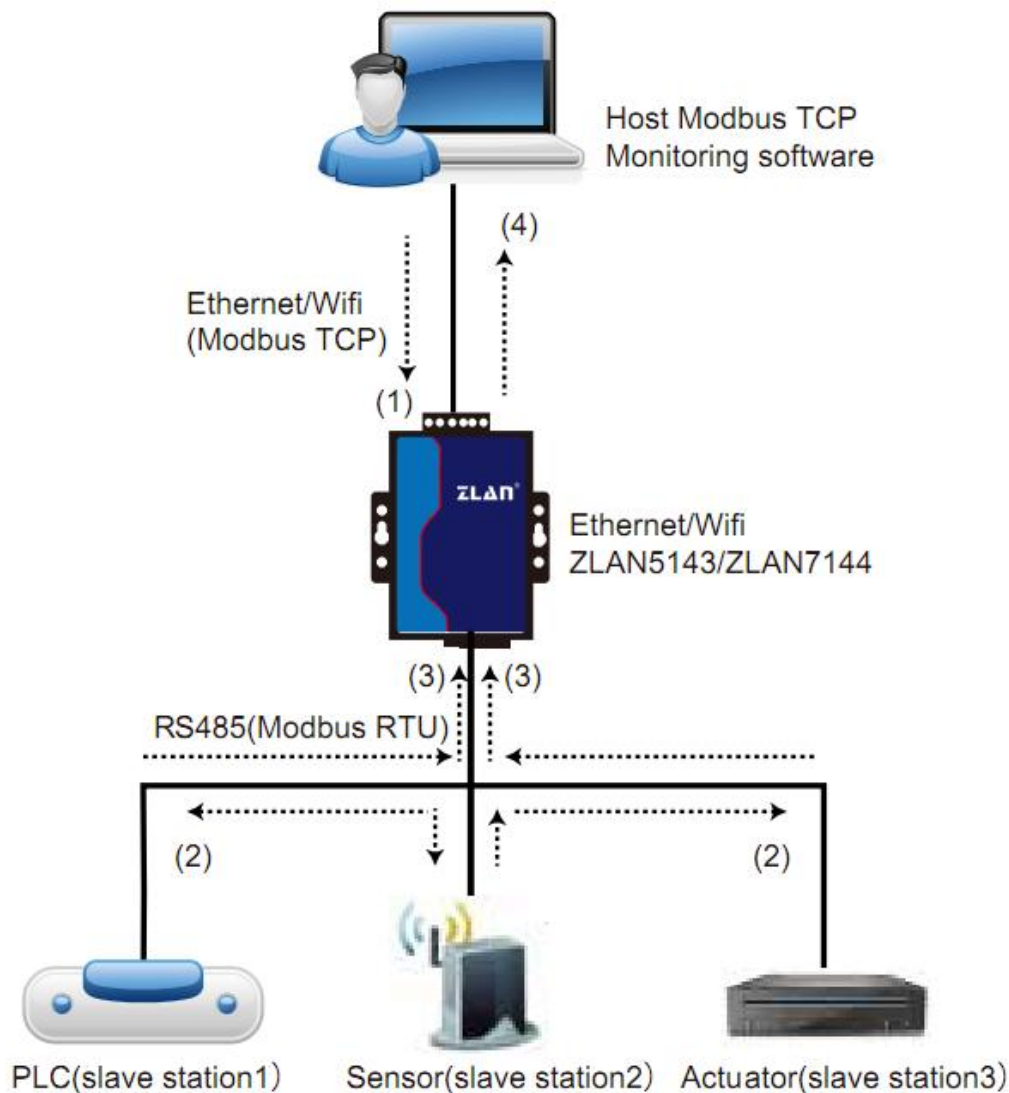 Host Modbus TCP
Monitoring software
(4)
Ethernet/Wifi
(Modbus TCP)
(1)
ZLAN®
Ethernet/Wifi
ZLAN5143/ZLAN7144
(3) (3)
RS485(Modbus RTU)
(2) (2)
PLC(slave station1) Sensor(slave station2) Actuator(slave station3)